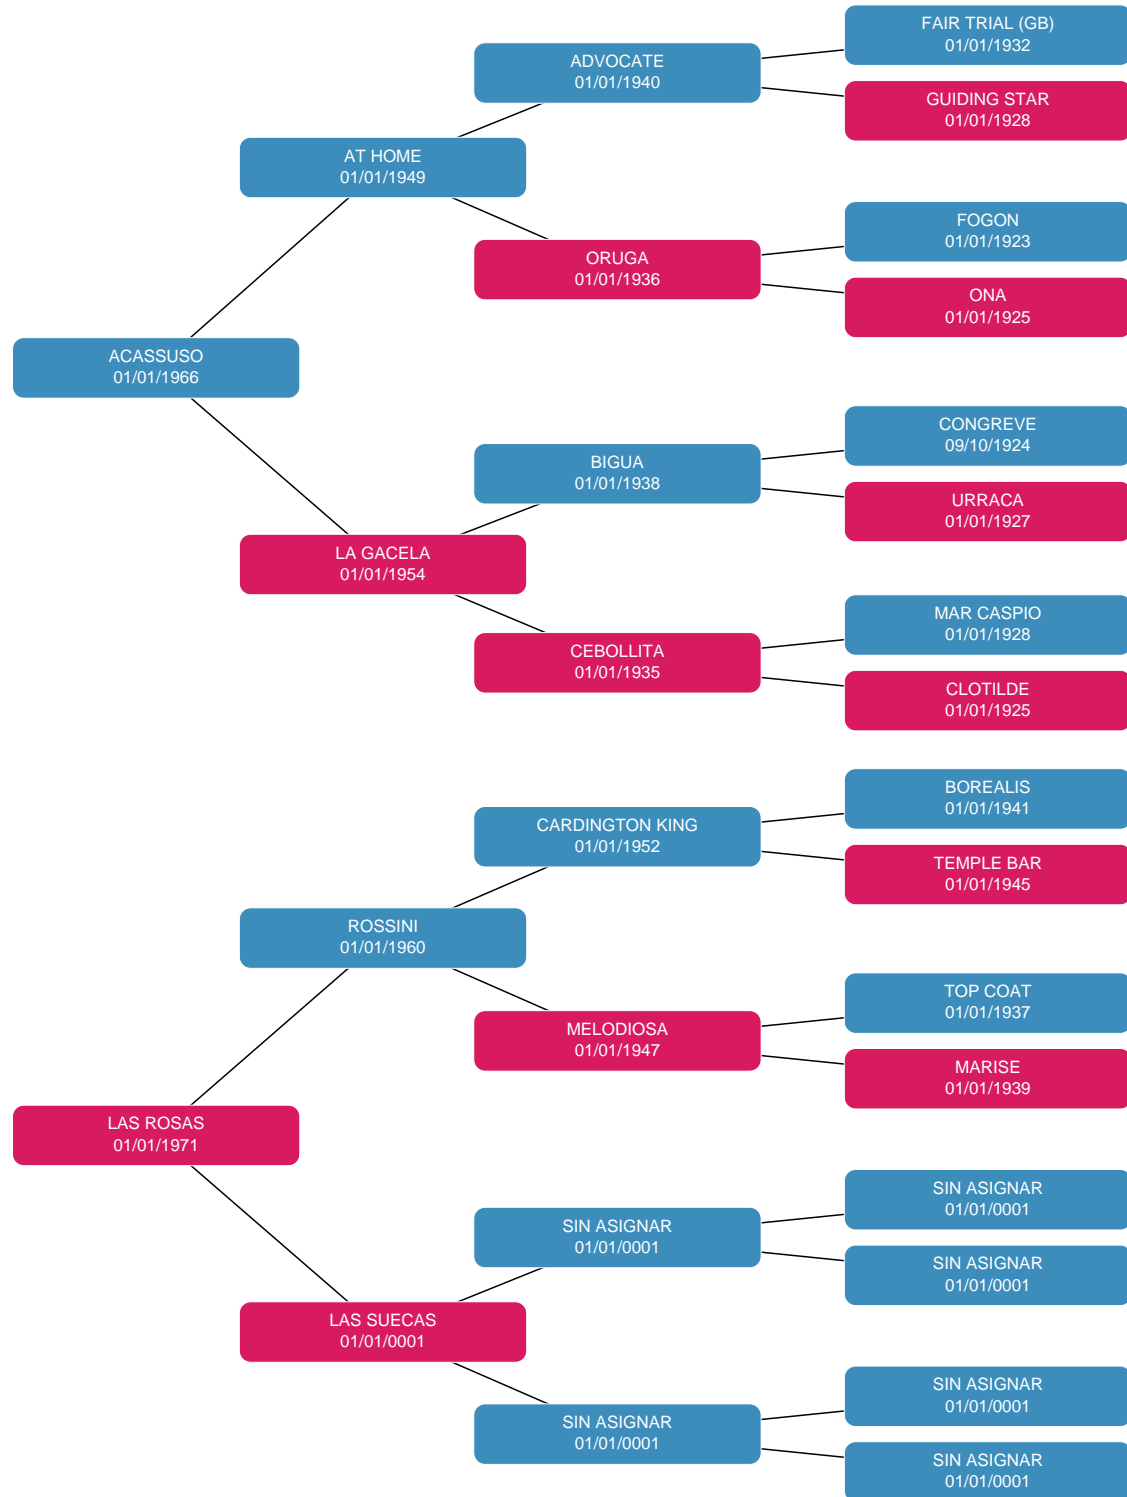 FAIR TRIAL (GB)
01/01/1932
ADVOCATE
01/01/1940
GUIDING STAR
01/01/1928
AT HOME
01/01/1949
FOGON
01/01/1923
ORUGA
01/01/1936
ONA
01/01/1925
ACASSUSO
01/01/1966
CONGREVE
09/10/1924
BIGUA
01/01/1938
URRACA
01/01/1927
LA GACELA
01/01/1954
MAR CASPIO
01/01/1928
CEBOLLITA
01/01/1935
CLOTILDE
01/01/1925
BOREALIS
01/01/1941
CARDINGTON KING
01/01/1952
TEMPLE BAR
01/01/1945
ROSSINI
01/01/1960
TOP COAT
01/01/1937
MELODIOSA
01/01/1947
MARISE
01/01/1939
LAS ROSAS
01/01/1971
SIN ASIGNAR
01/01/0001
SIN ASIGNAR
01/01/0001
SIN ASIGNAR
01/01/0001
LAS SUECAS
01/01/0001
SIN ASIGNAR
01/01/0001
SIN ASIGNAR
01/01/0001
SIN ASIGNAR
01/01/0001